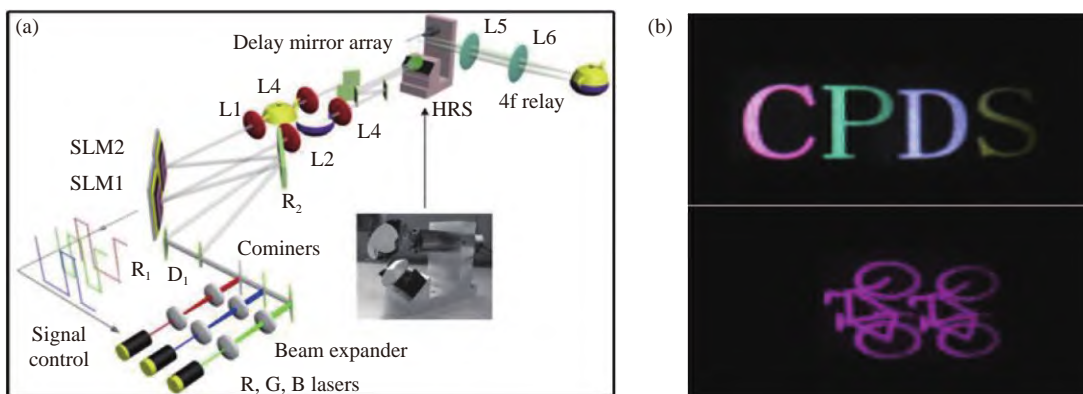 (a)
Delay mirror array
L5
L6
L4
L1
HRS
4f relay
L4
L2
SLM2
SLM1
R2
R1
D1
Cominers
Signal
control
Beam expander
R, G, B lasers
(b)
CPDS